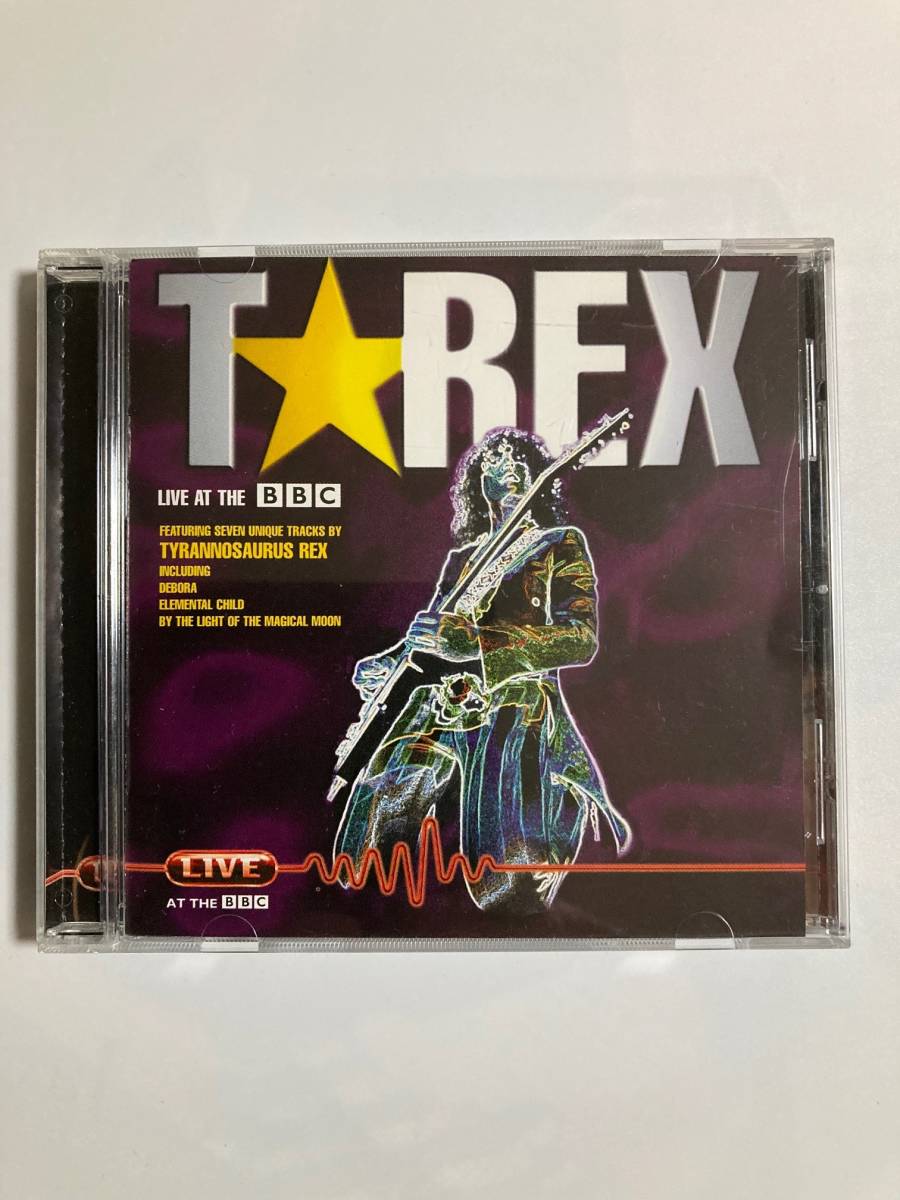 T★REX
LIVE AT THE BBC
FEATURING SEVEN UNIQUE TRACKS BY
TYRANNOSAURUS REX
INCLUDING
DEBORA
ELEMENTAL CHILD
BY THE LIGHT OF THE MAGICAL MOON
LIVE
AT THE BBC